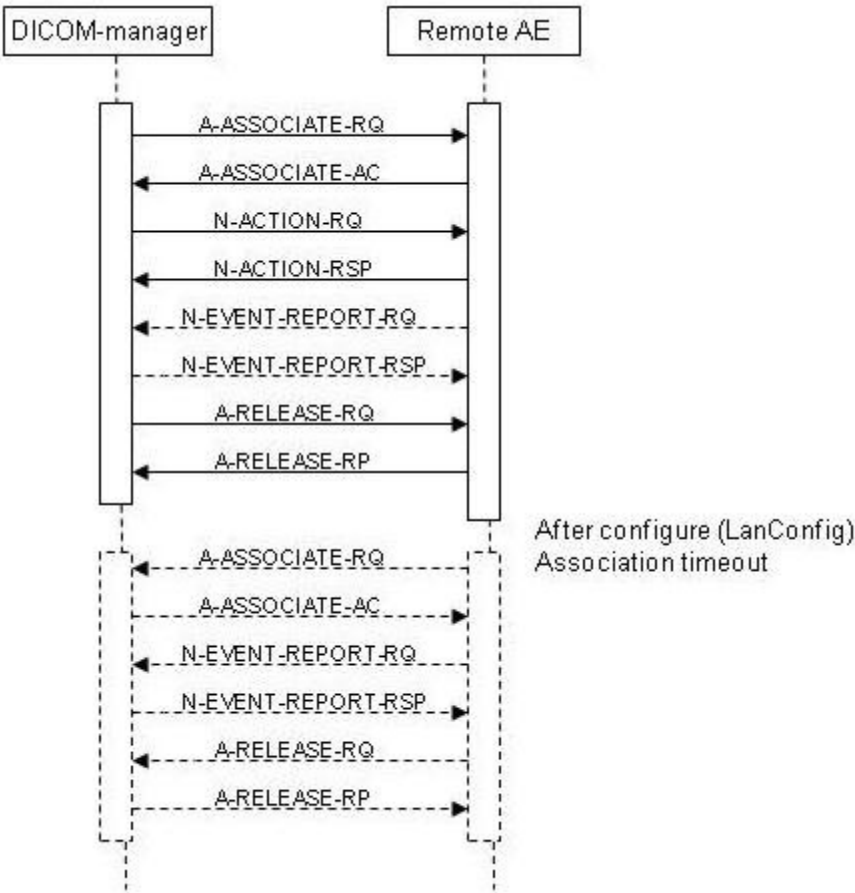 DICOM-manager
Remote AE
A-ASSOCIATE-RQ
A-ASSOCIATE-AC
N-ACTION-RQ
N-ACTION-RSP
N-EVENT-REPORT-RQ
N-EVENT-REPORT-RSP
A-RELEASE-RQ
A-RELEASE-RP
After configure (LanConfig)
Association timeout
A-ASSOCIATE-RQ
A-ASSOCIATE-AC
N-EVENT-REPORT-RQ
N-EVENT-REPORT-RSP
A-RELEASE-RQ
A-RELEASE-RP